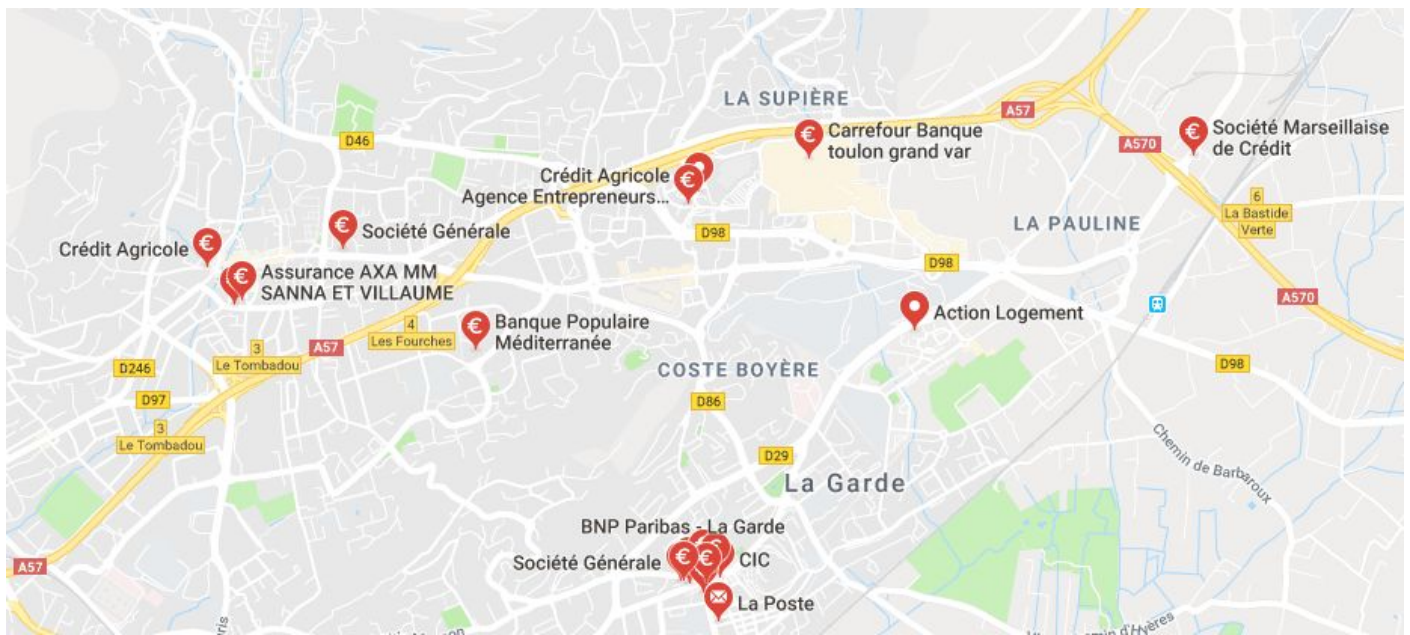 LA SUPIÈRE
A57
D46
Carrefour Banque
toulon grand var
Société Marseillaise
de Crédit
A570
Crédit Agricole
Agence Entrepreneurs...
6
La Bastide
Verte
LA PAULINE
Société Générale
D98
Crédit Agricole
D98
Assurance AXA MM
SANNA ET VILLAUME
A570
Action Logement
4
Les Fourches
Banque Populaire
Méditerranée
A57
3
Le Tombadou
D246
COSTE BOYÈRE
D98
D97
D86
3
Le Tombadou
D29
Chemin de Barbaroux
La Garde
BNP Paribas - La Garde
Société Générale
CIC
A57
La Poste
d'Hyères